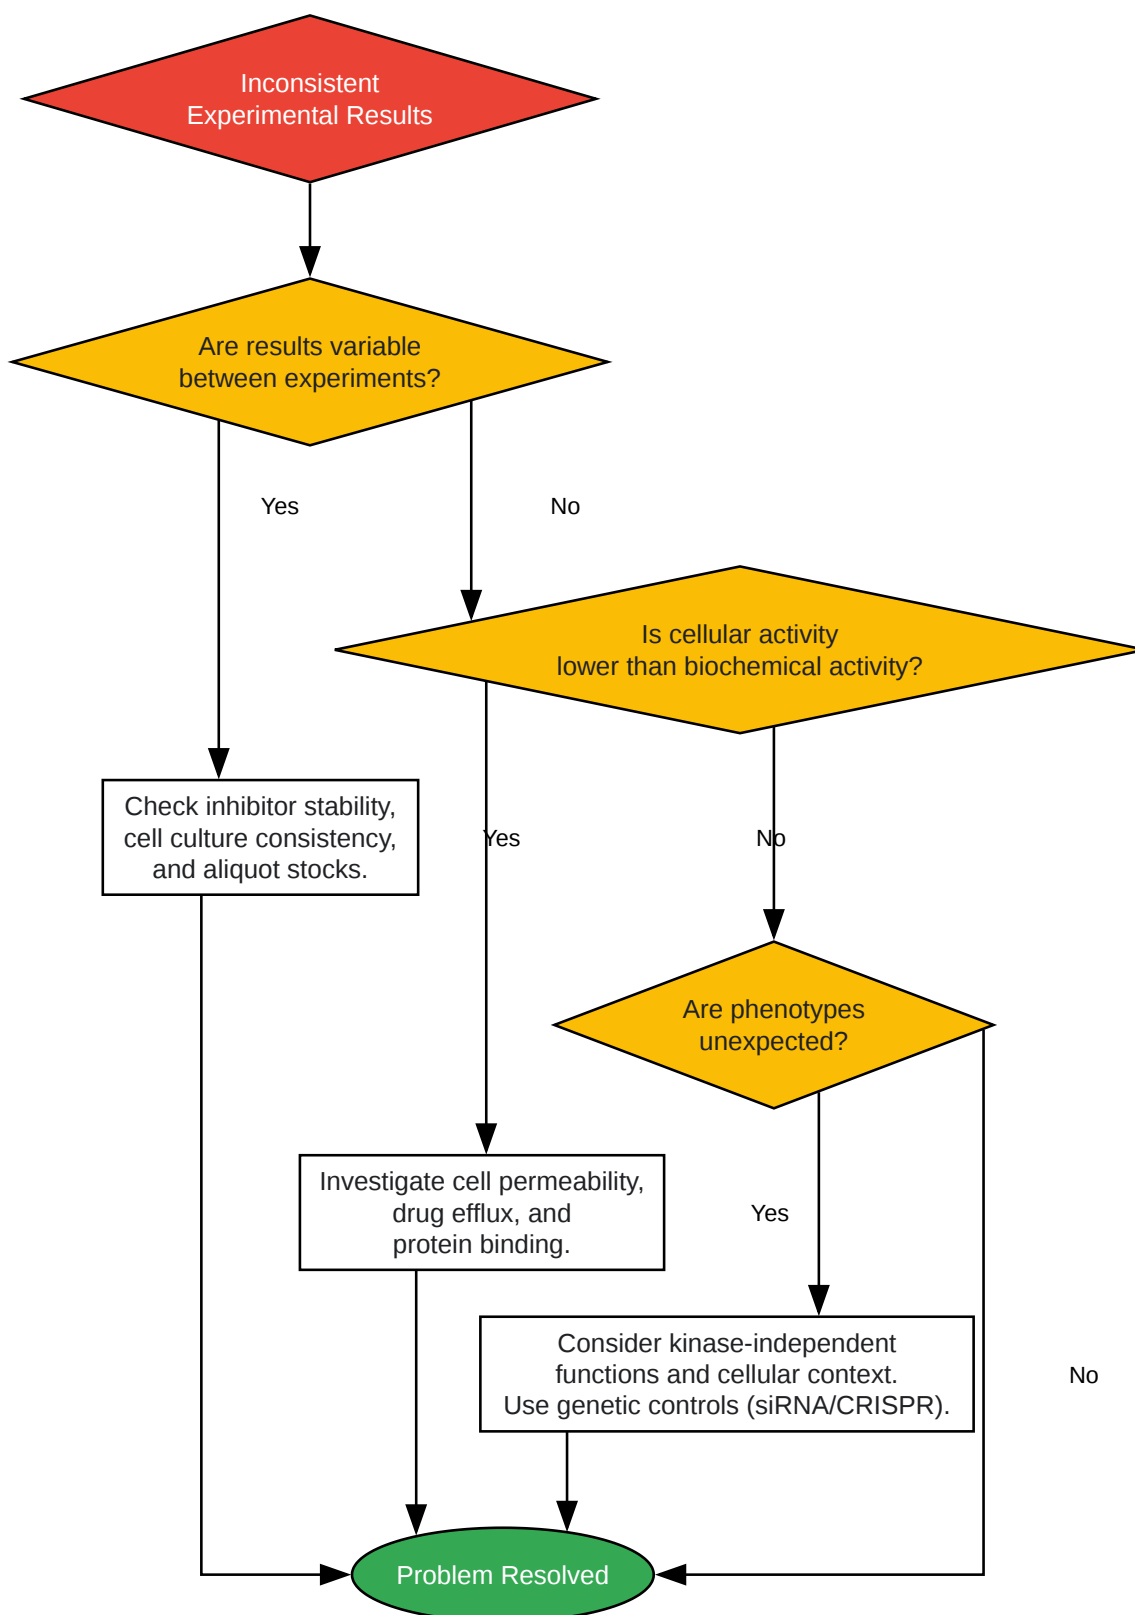 Inconsistent
Experimental Results
Are results variable
between experiments?
Yes
No
Is cellular activity
lower than biochemical activity?
Check inhibitor stability,
cell culture consistency,
and aliquot stocks.
Yes
No
Are phenotypes
unexpected?
Investigate cell permeability,
drug efflux, and
protein binding.
Yes
Consider kinase-independent
functions and cellular context.
Use genetic controls (siRNA/CRISPR).
No
Problem Resolved